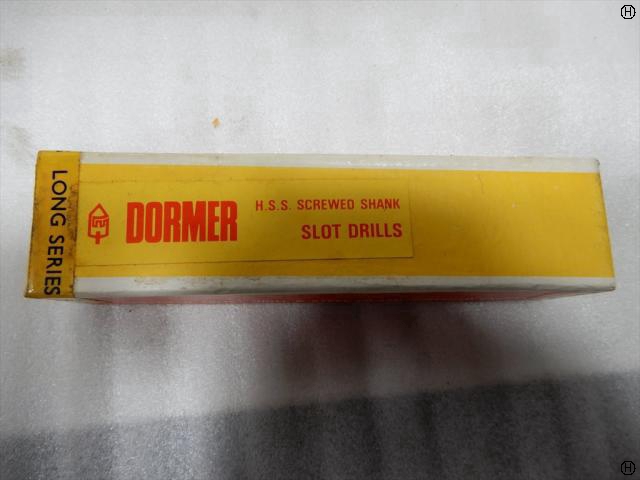 LONG SERIES
DORMER
H.S.S. SCREWED SHANK
SLOT DRILLS
H
H